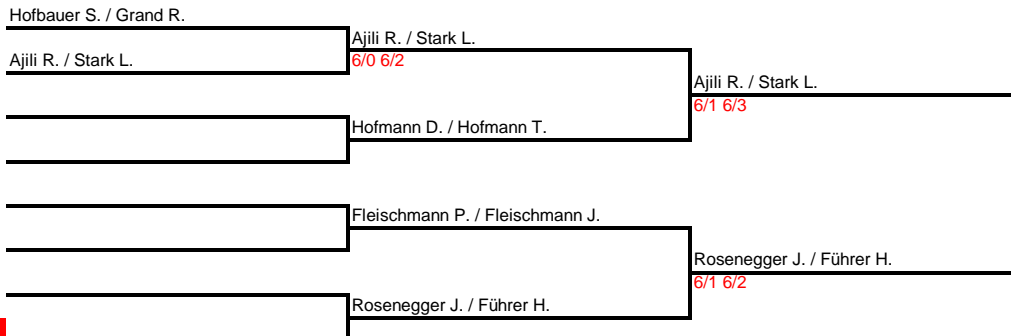 Hofbauer S. / Grand R.
Ajili R. / Stark L.
Ajili R. / Stark L.
6/0 6/2
Ajili R. / Stark L.
6/1 6/3
Hofmann D. / Hofmann T.
Fleischmann P. / Fleischmann J.
Rosenegger J. / Führer H.
6/1 6/2
Rosenegger J. / Führer H.